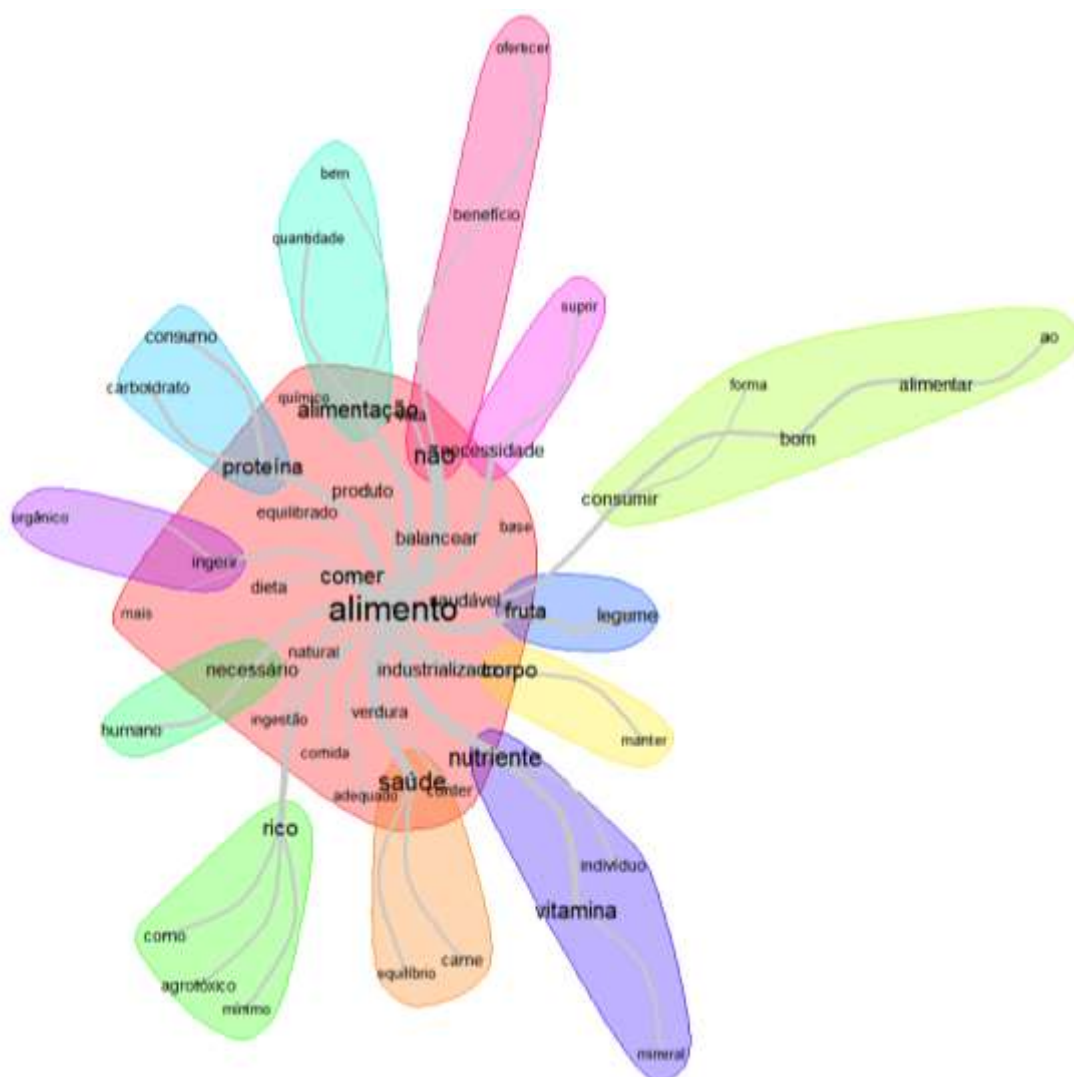 oferecer
bem
benefício
quantidade
suprir
consumo
ao
carboidrato
forma
alimentar
químico
alimentação
bom
não
necessidade
proteína
produto
consumir
equilibrado
orgânico
balancear
base
ingerir
comer
dieta
saudável
mais
alimento
fruta
legume
natural
necessário
industrializado
corpo
ingestão
verdura
humano
manter
comida
nutriente
saúde
conter
adequado
rico
indivíduo
vitamina
como
carne
equilíbrio
agrotóxico
mínimo
mineral